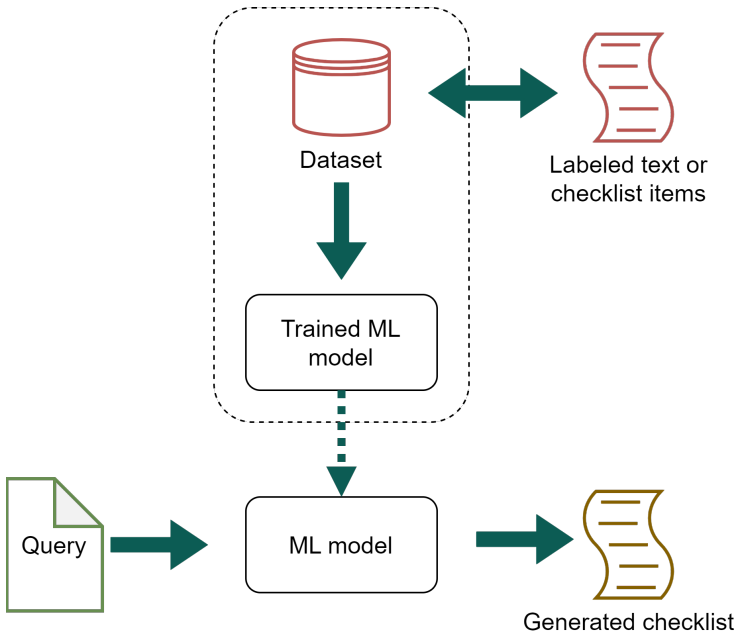 Dataset
Labeled text or
checklist items
Trained ML
model
Query
ML model
Generated checklist